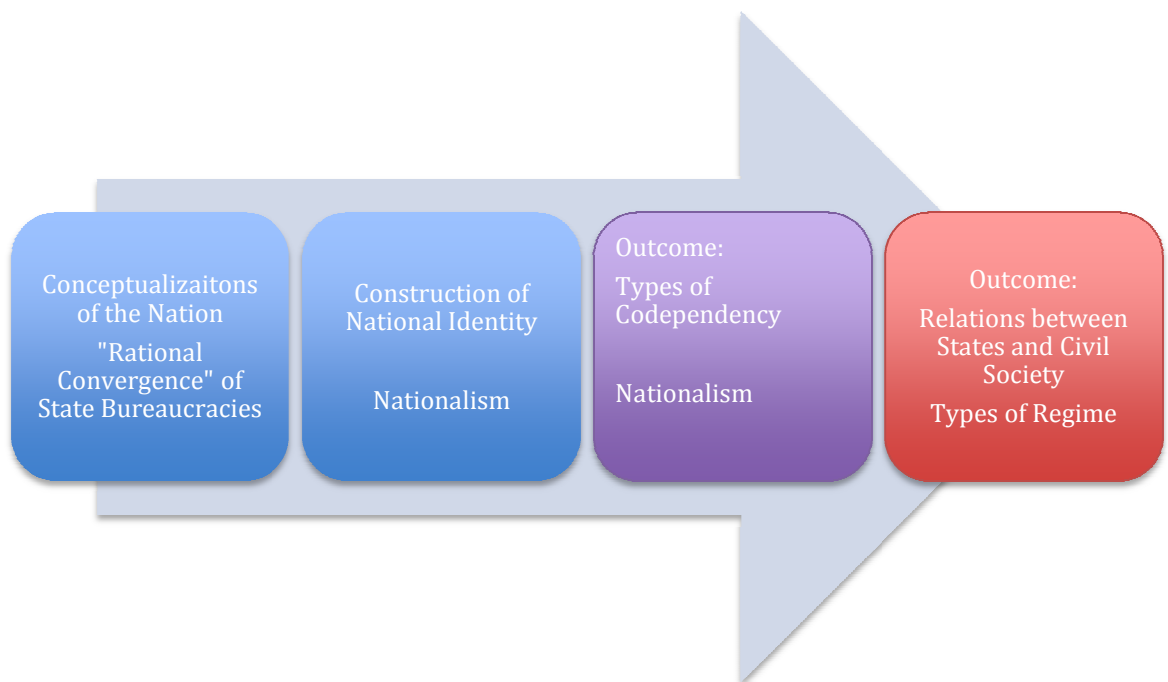 Conceptualizaitons
of the Nation
"Rational
Convergence" of
State Bureaucracies
Construction of
National Identity
Nationalism
Outcome:
Types of
Codependency
Nationalism
Outcome:
Relations between
States and Civil
Society
Types of Regime